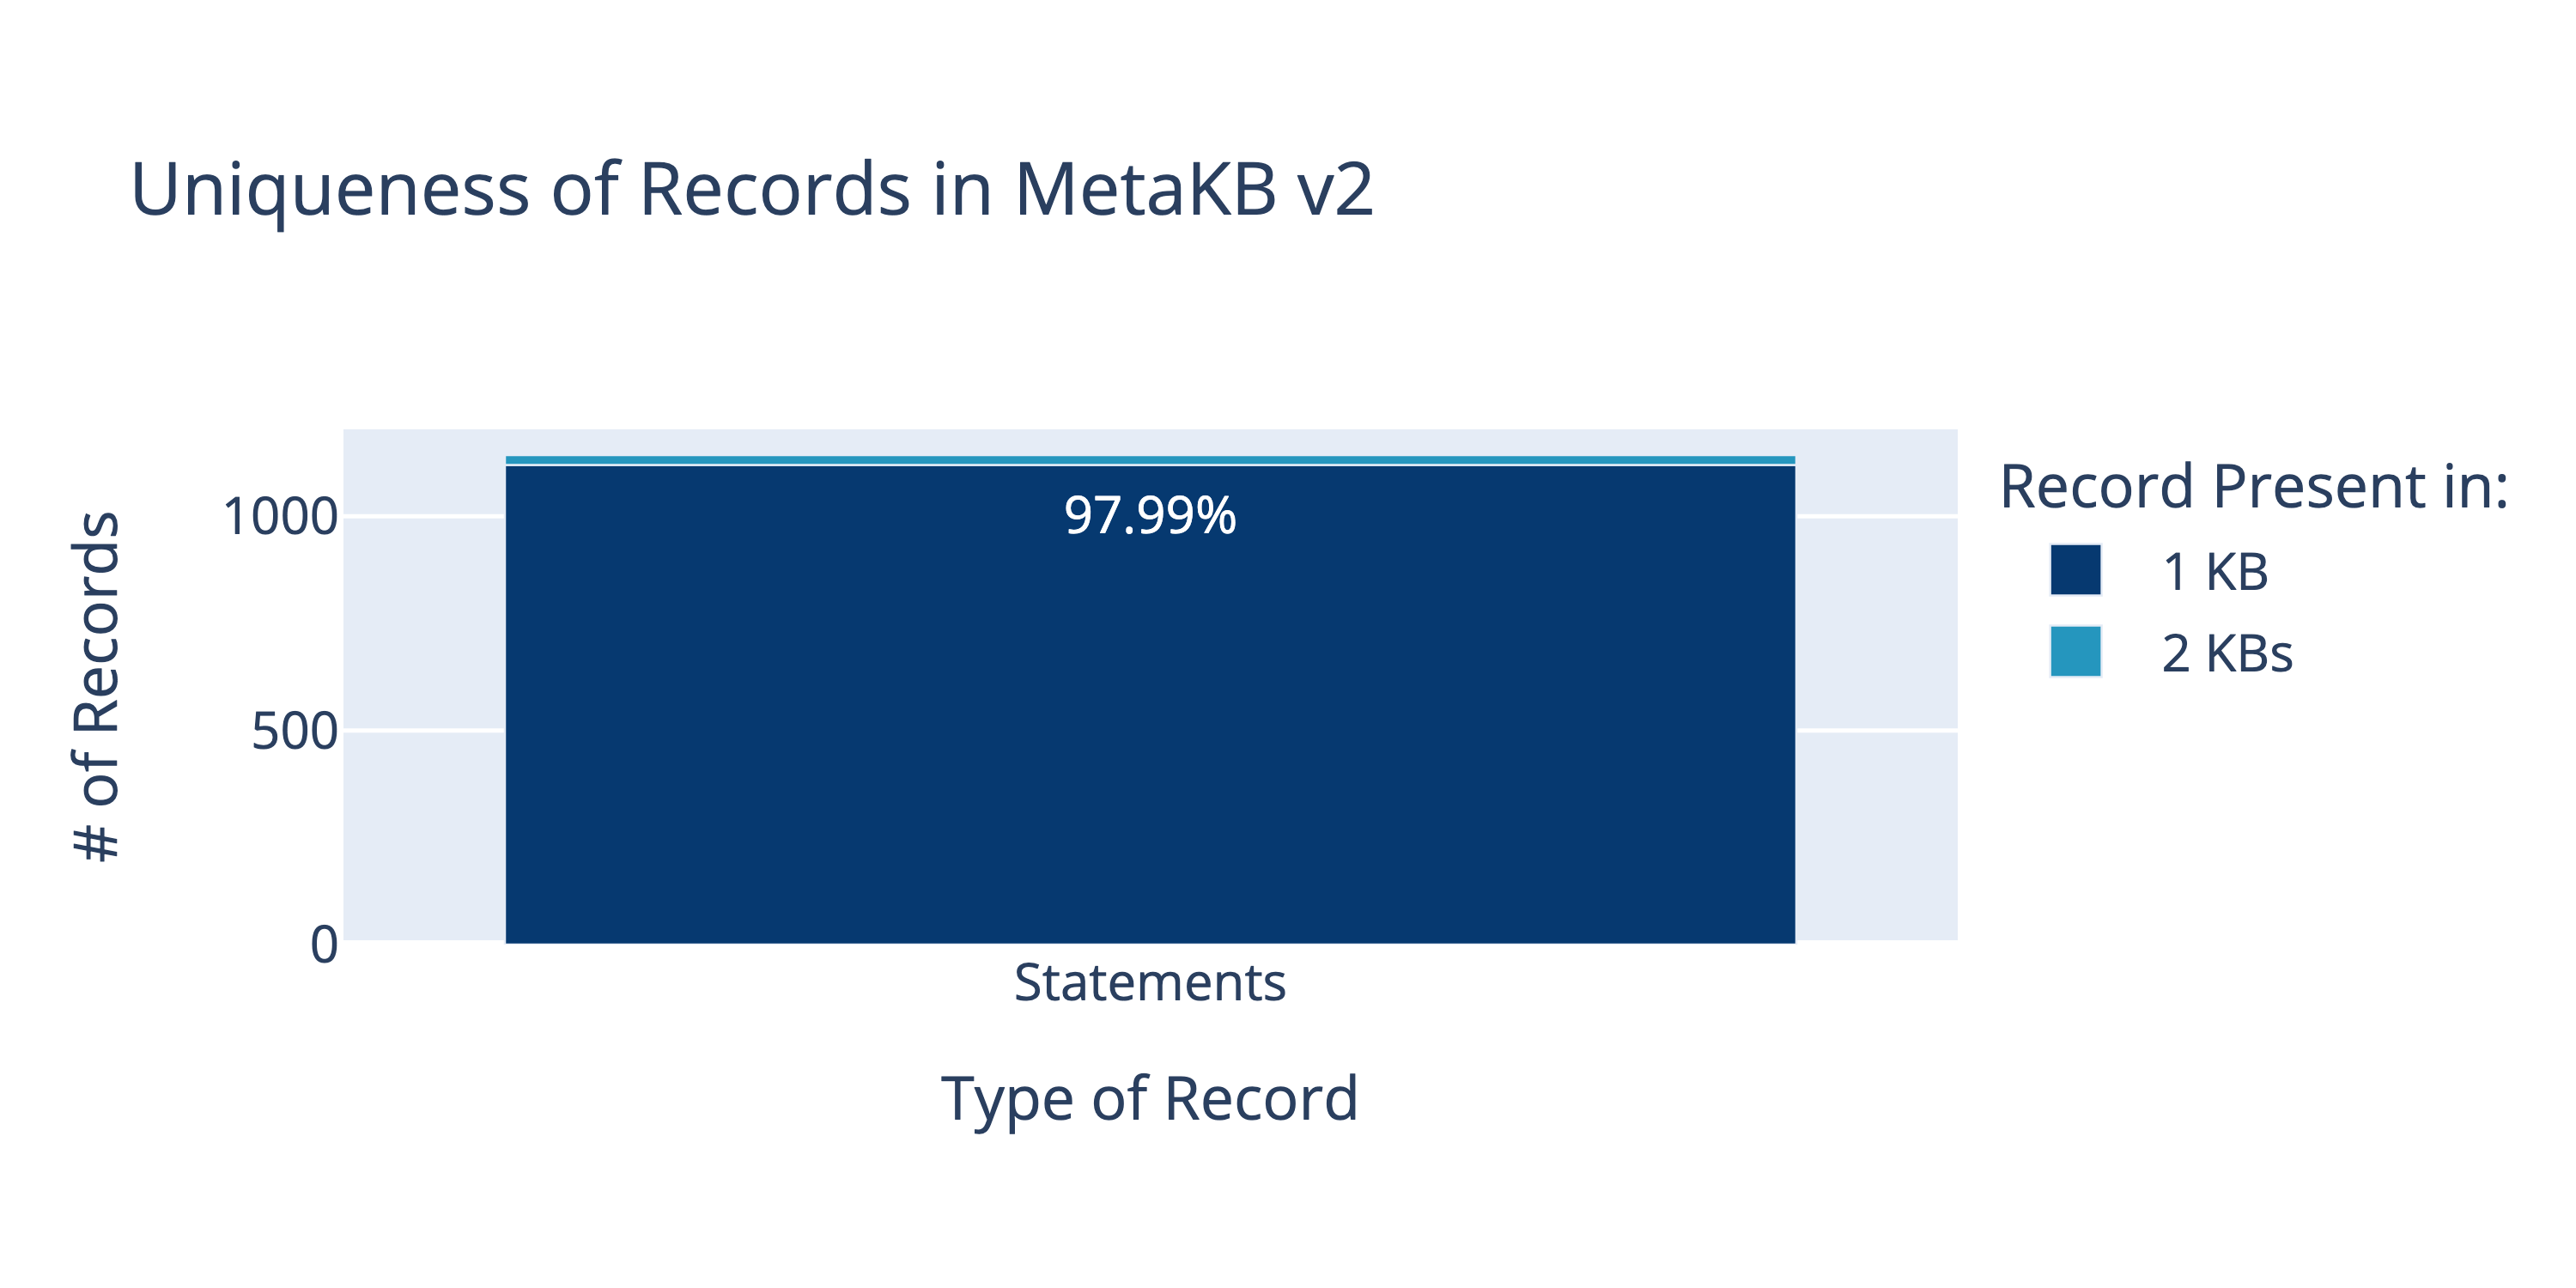 Uniqueness of Records in MetaKB v2
# of Records
1000
500
0
97.99%
Statements
Type of Record
Record Present in:
1 KB
2 KBs